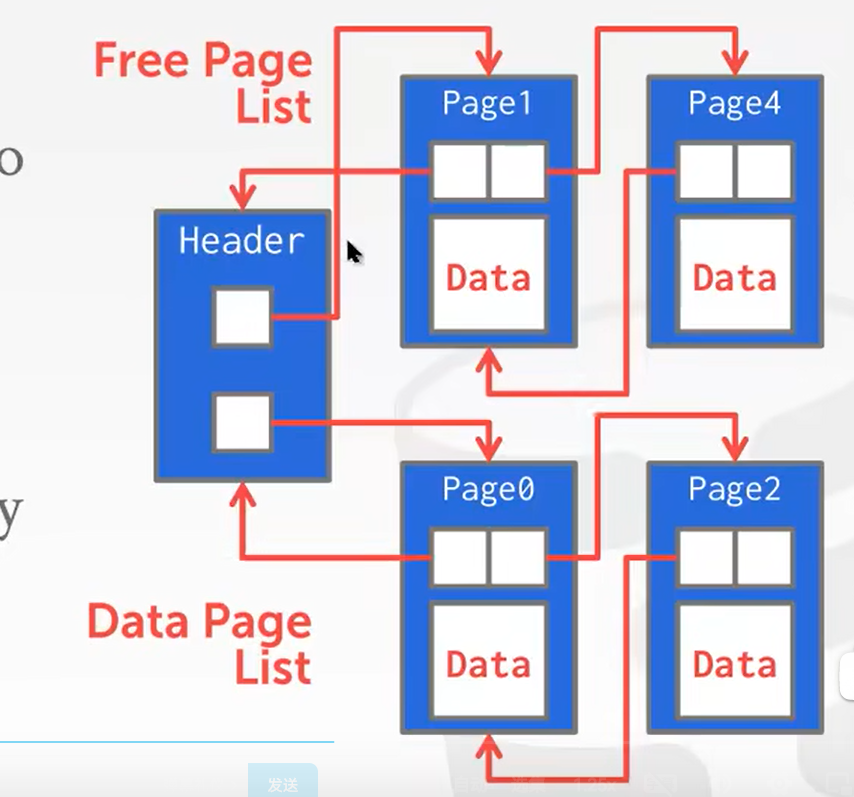 Free Page
List
o
Page1
Page4
Header
Data
Data
y
Page0
Page2
Data Page
List
Data
Data
发送